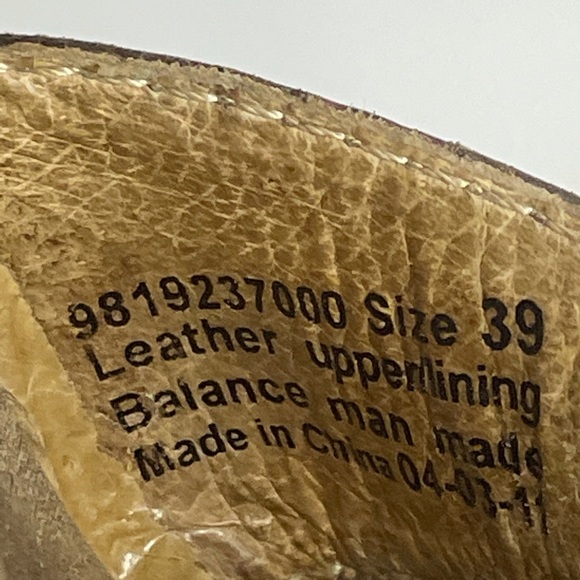 9819237000 Size 39
Leather upper/lining
Balance man made
Made in China 04-03-11